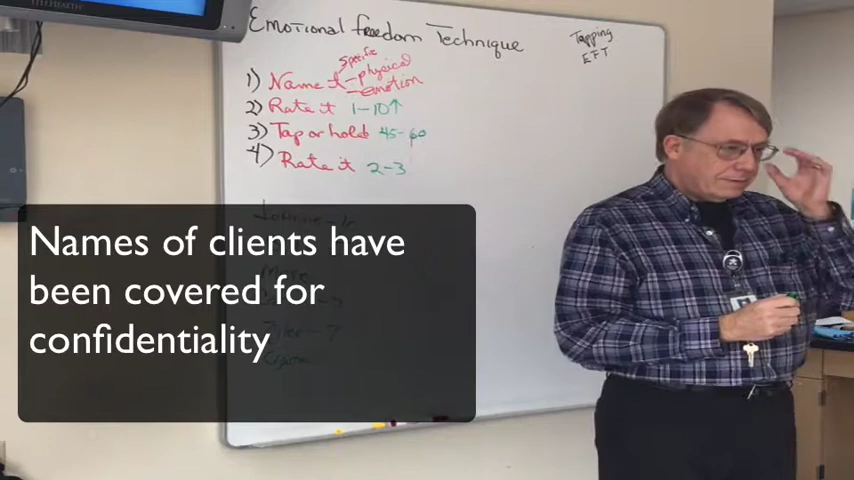 TELEHEALTH
Emotional freedom Technique
Tapping
EFT
specific
1) Name it - physical
- emotion
2) Rate it 1-10↑
3) Tap or hold 45-60
4) Rate it 2-3
Names of clients have
been covered for
confidentiality